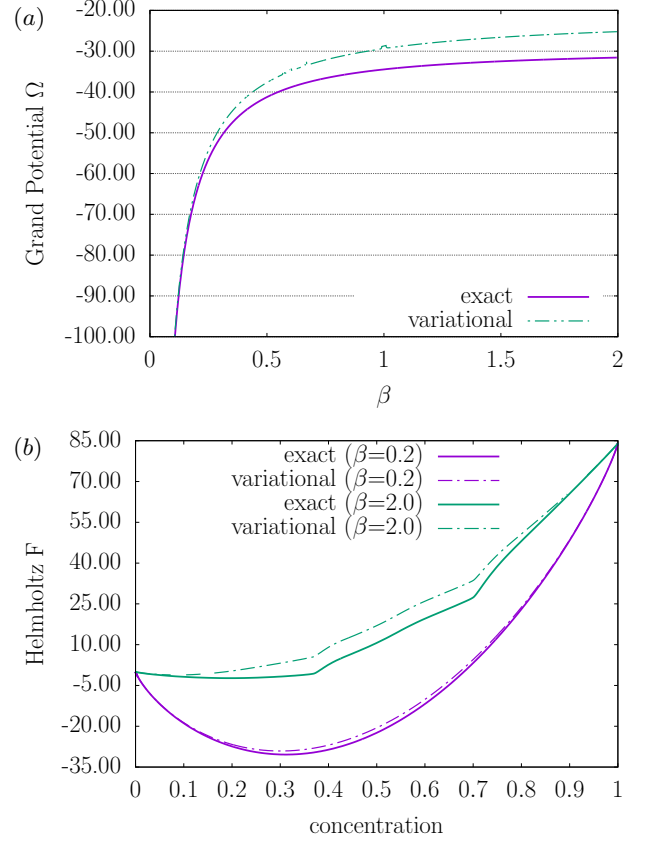 (a)
Grand Potential Ω
-20.00
-30.00
-40.00
-50.00
-60.00
-70.00
-80.00
-90.00
-100.00
exact
variational
0 0.5 1 1.5 2
β
(b)
Helmholtz F
85.00
70.00
55.00
40.00
25.00
10.00
-5.00
-20.00
-35.00
exact (β=0.2)
variational (β=0.2)
exact (β=2.0)
variational (β=2.0)
0 0.1 0.2 0.3 0.4 0.5 0.6 0.7 0.8 0.9 1
concentration